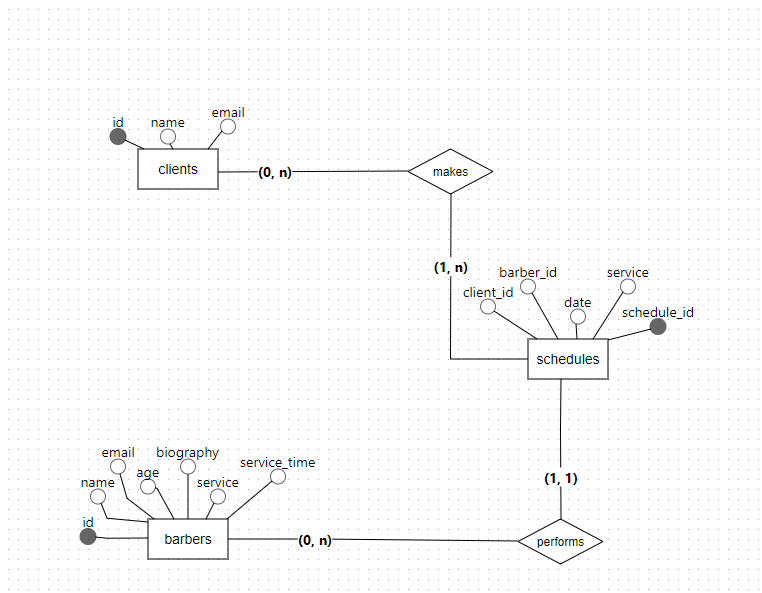 id
name
email
clients
(0, n)
makes
(1, n)
barber_id
service
client_id
date
schedule_id
schedules
email
biography
service_time
age
name
service
id
(1, 1)
barbers
(0, n)
performs